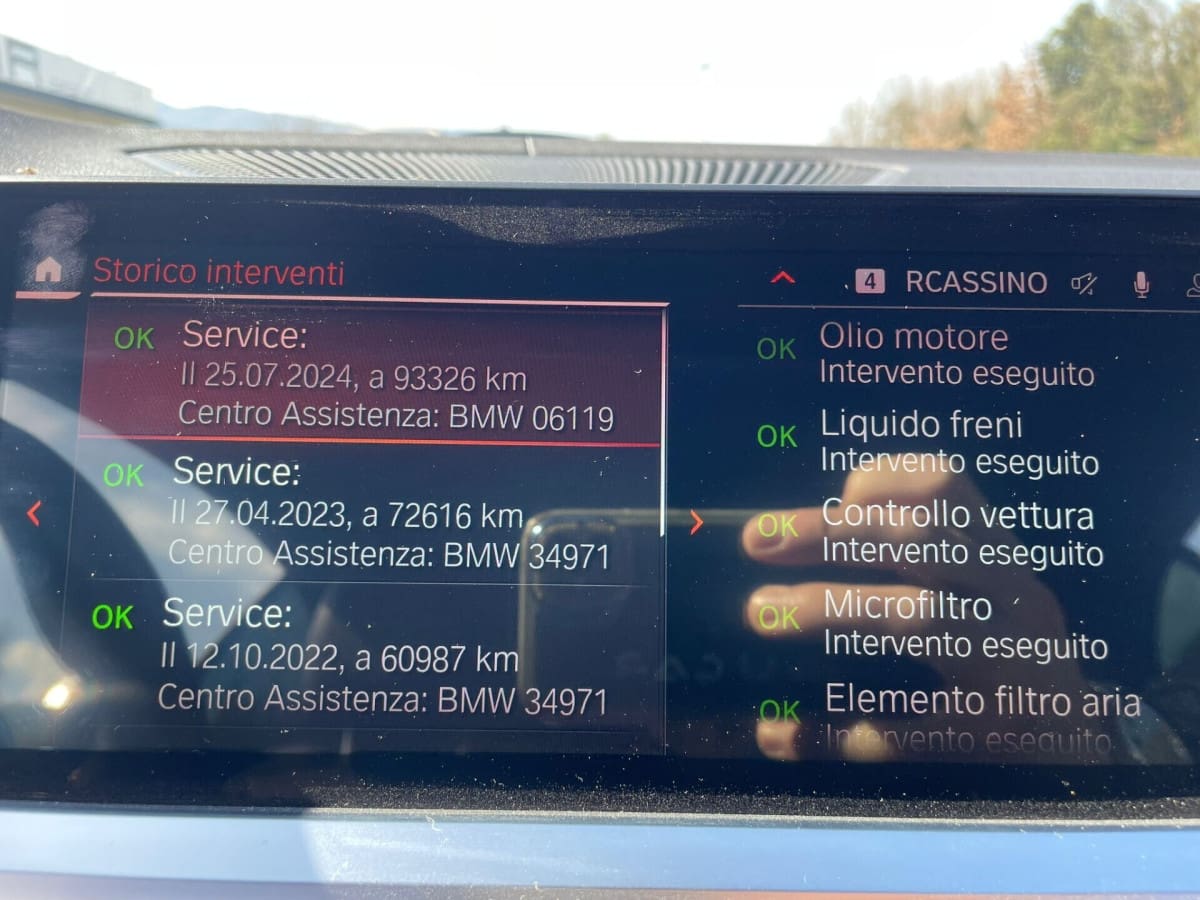 Storico interventi
4 RCASSINO
OK Service:
Il 25.07.2024, a 93326 km
Centro Assistenza: BMW 06119
OK Service:
Il 27.04.2023, a 72616 km
Centro Assistenza: BMW 34971
OK Service:
Il 12.10.2022, a 60987 km
Centro Assistenza: BMW 34971
OK Olio motore
Intervento eseguito
OK Liquido freni
Intervento eseguito
OK Controllo vettura
Intervento eseguito
OK Microfiltro
Intervento eseguito
OK Elemento filtro aria
Intervento eseguito